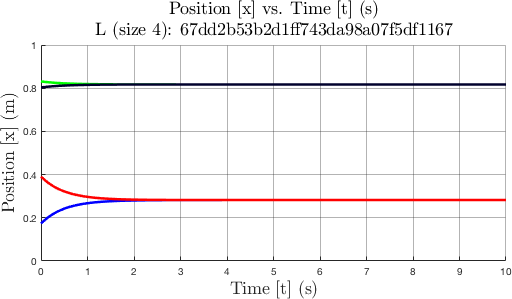 Position [x] vs. Time [t] (s)
L (size 4): 67dd2b53b2d1ff743da98a07f5df1167
Position [x] (m)
1
0.8
0.6
0.4
0.2
0
0 1 2 3 4 5 6 7 8 9 10
Time [t] (s)